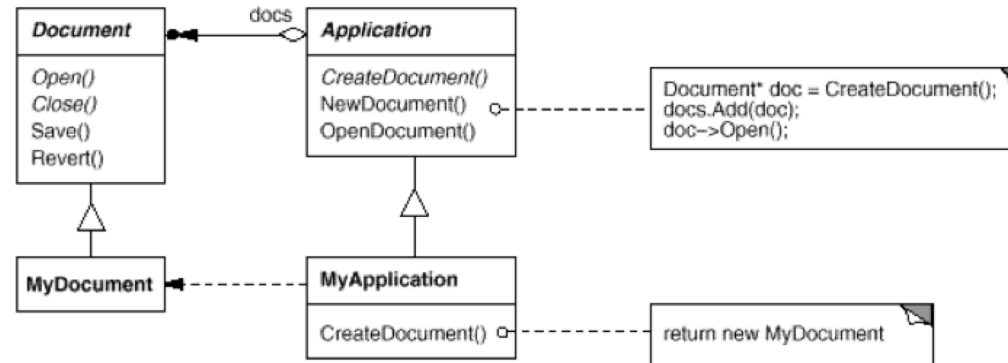 docs
Document
Open()
Close()
Save()
Revert()
Application
CreateDocument()
NewDocument()
OpenDocument()
Document* doc = CreateDocument();
docs.Add(doc);
doc->Open();
MyDocument
MyApplication
CreateDocument()
return new MyDocument